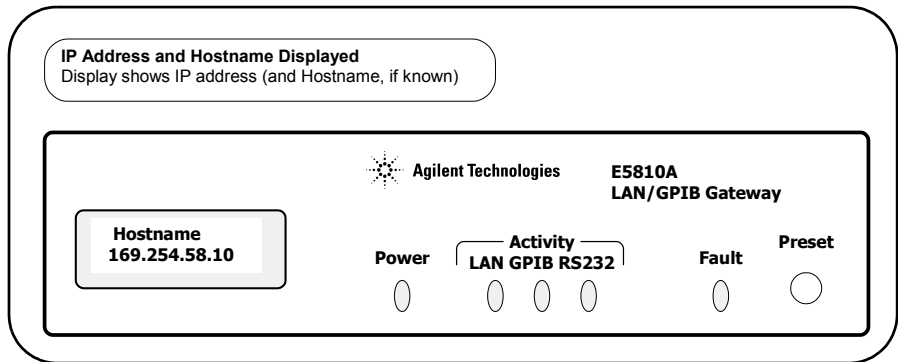 IP Address and Hostname Displayed
Display shows IP address (and Hostname, if known)
Agilent Technologies
E5810A
LAN/GPIB Gateway
Hostname
169.254.58.10
Power
Activity
LAN GPIB RS232
Fault
Preset